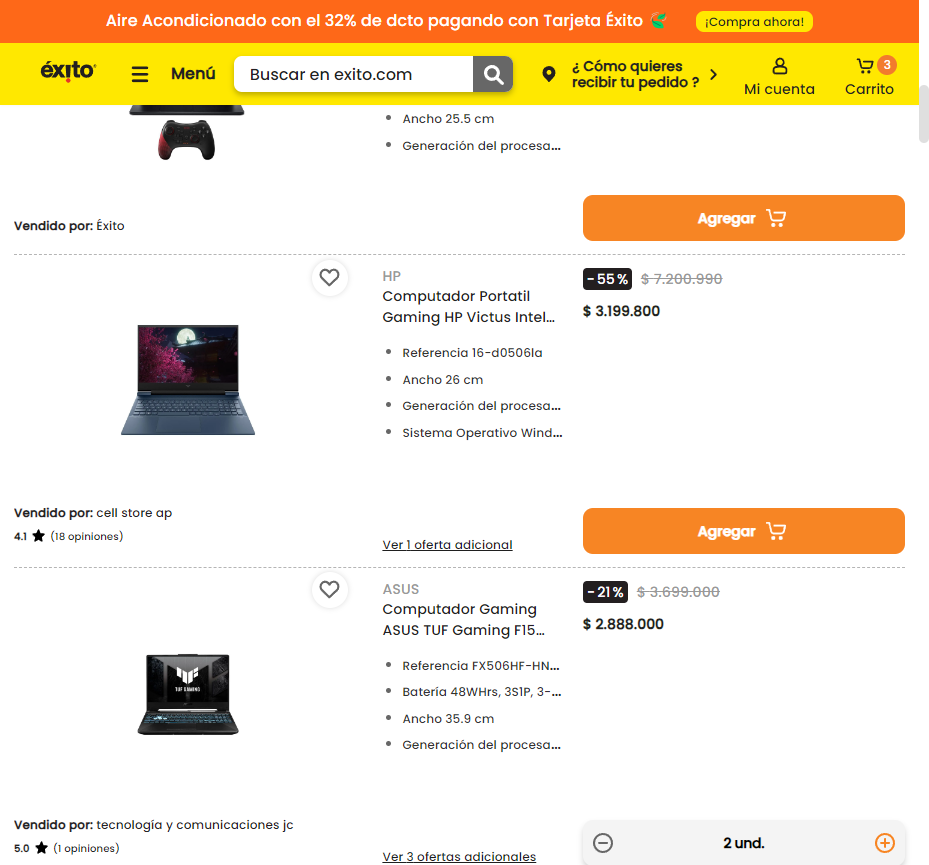 Aire Acondicionado con el 32% de dcto pagando con Tarjeta Éxito
¡Compra ahora!
éxito
Menú
Buscar en exito.com
¿ Cómo quieres
recibir tu pedido ?
Mi cuenta
3
Carrito
Ancho 25.5 cm
Generación del procesa...
Vendido por: Éxito
Agregar
HP
Computador Portatil
Gaming HP Victus Intel...
Referencia 16-d0506la
Ancho 26 cm
Generación del procesa...
Sistema Operativo Wind...
-55%
$ 7.200.990
$ 3.199.800
Vendido por: cell store ap
4.1 ★ (18 opiniones)
Ver 1 oferta adicional
Agregar
ASUS
Computador Gaming
ASUS TUF Gaming F15...
Referencia FX506HF-HN...
Batería 48WHrs, 3S1P, 3-...
Ancho 35.9 cm
Generación del procesa...
-21%
$ 3.699.000
$ 2.888.000
TUF GAMING
Vendido por: tecnología y comunicaciones jc
5.0 ★ (1 opiniones)
Ver 3 ofertas adicionales
2 und.